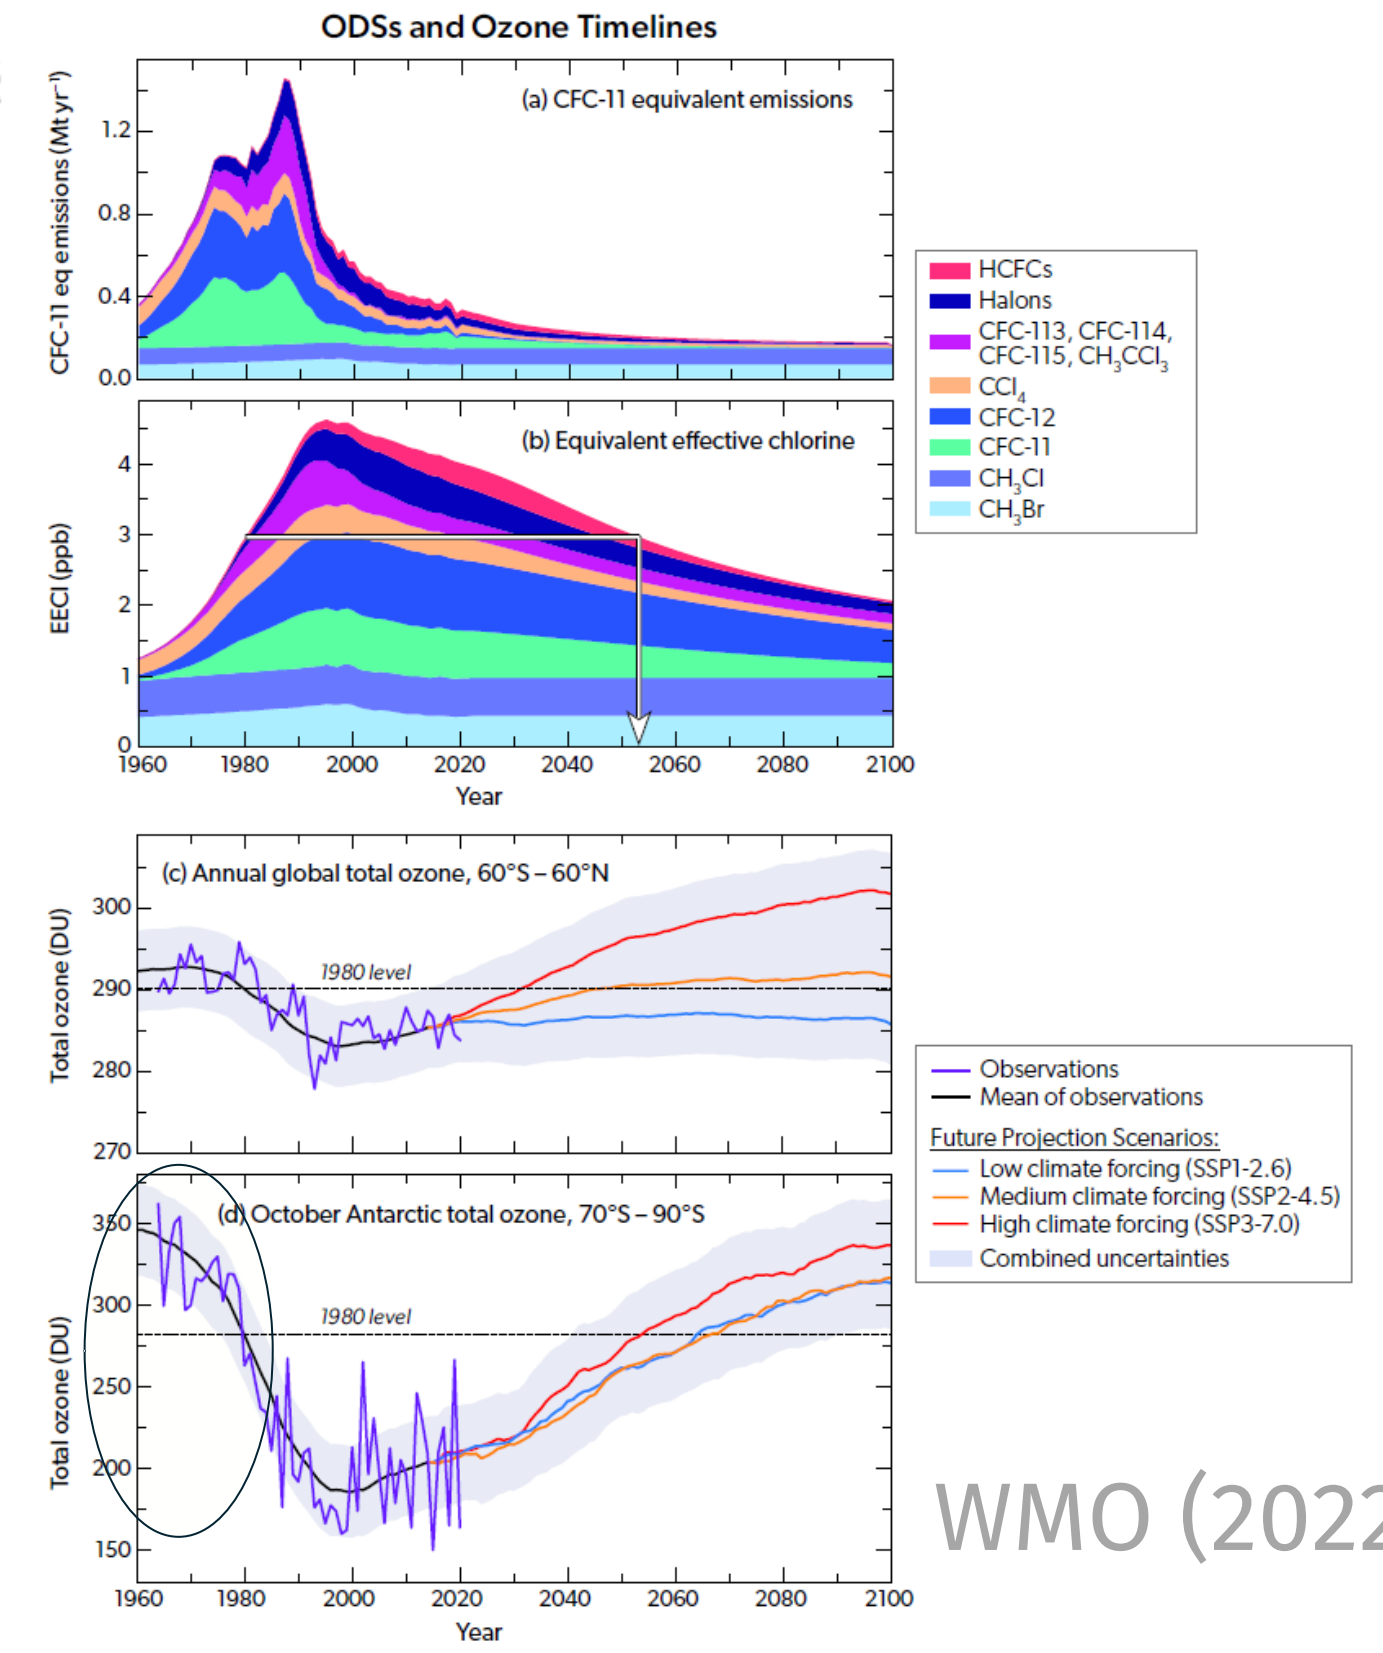 ODSs and Ozone Timelines
(a) CFC-11 equivalent emissions
CFC-11 eq emissions (Mt yr⁻¹)
1.2
0.8
0.4
0.0
(b) Equivalent effective chlorine
EECl (ppb)
4
3
2
1
0
1960 1980 2000 2020 2040 2060 2080 2100
Year
HCFCs
Halons
CFC-113, CFC-114,
CFC-115, CH₃CCl₃
CCl₄
CFC-12
CFC-11
CH₃Cl
CH₃Br
(c) Annual global total ozone, 60°S – 60°N
Total ozone (DU)
300
290
280
270
1980 level
(d) October Antarctic total ozone, 70°S – 90°S
Total ozone (DU)
350
300
250
200
150
1980 level
1960 1980 2000 2020 2040 2060 2080 2100
Year
Observations
Mean of observations
Future Projection Scenarios:
Low climate forcing (SSP1-2.6)
Medium climate forcing (SSP2-4.5)
High climate forcing (SSP3-7.0)
Combined uncertainties
WMO (2022